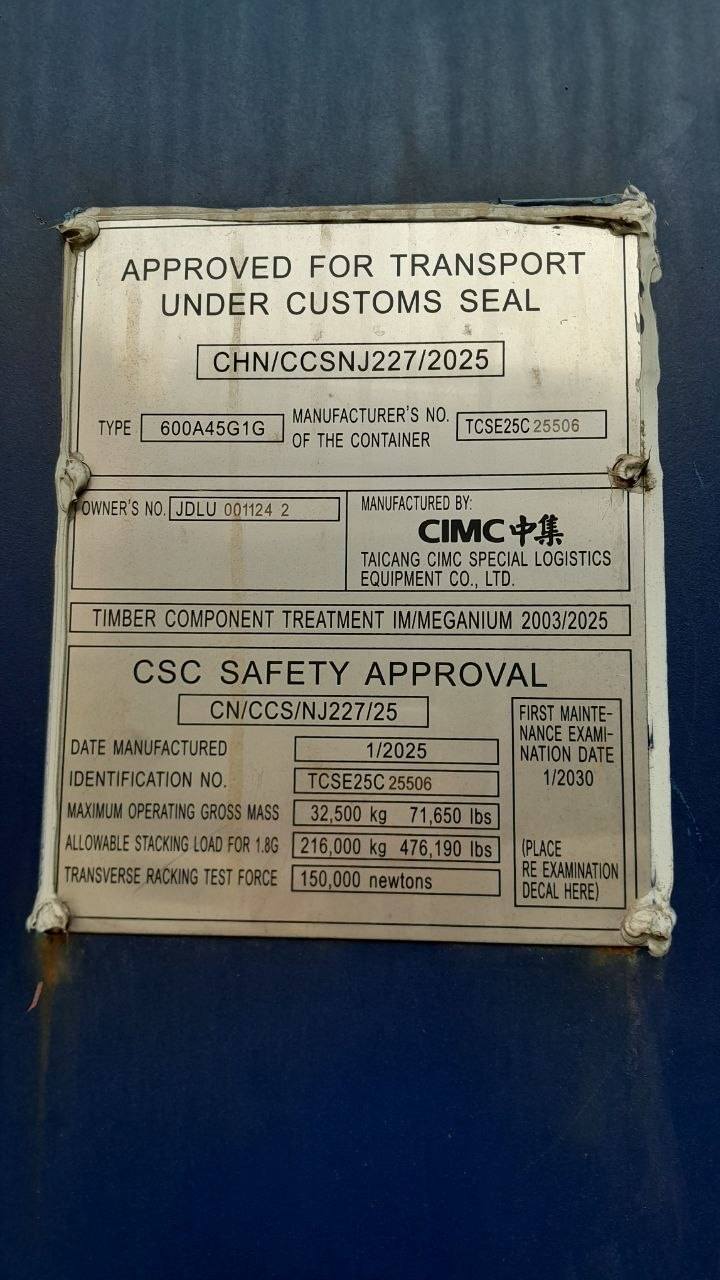 APPROVED FOR TRANSPORT
UNDER CUSTOMS SEAL
CHN/CCSNJ227/2025
TYPE 600A45G1G MANUFACTURER'S NO. OF THE CONTAINER TCSE25C 25506
OWNER'S NO. JDLU 001124 2
MANUFACTURED BY:
CIMC中集
TAICANG CIMC SPECIAL LOGISTICS
EQUIPMENT CO., LTD.
TIMBER COMPONENT TREATMENT IM/MEGANIUM 2003/2025
CSC SAFETY APPROVAL
CN/CCS/NJ227/25
DATE MANUFACTURED 1/2025
IDENTIFICATION NO. TCSE25C 25506
MAXIMUM OPERATING GROSS MASS 32,500 kg 71,650 lbs
ALLOWABLE STACKING LOAD FOR 1.8G 216,000 kg 476,190 lbs
TRANSVERSE RACKING TEST FORCE 150,000 newtons
FIRST MAINTE-
NANCE EXAMI-
NATION DATE
1/2030
(PLACE
RE EXAMINATION
DECAL HERE)